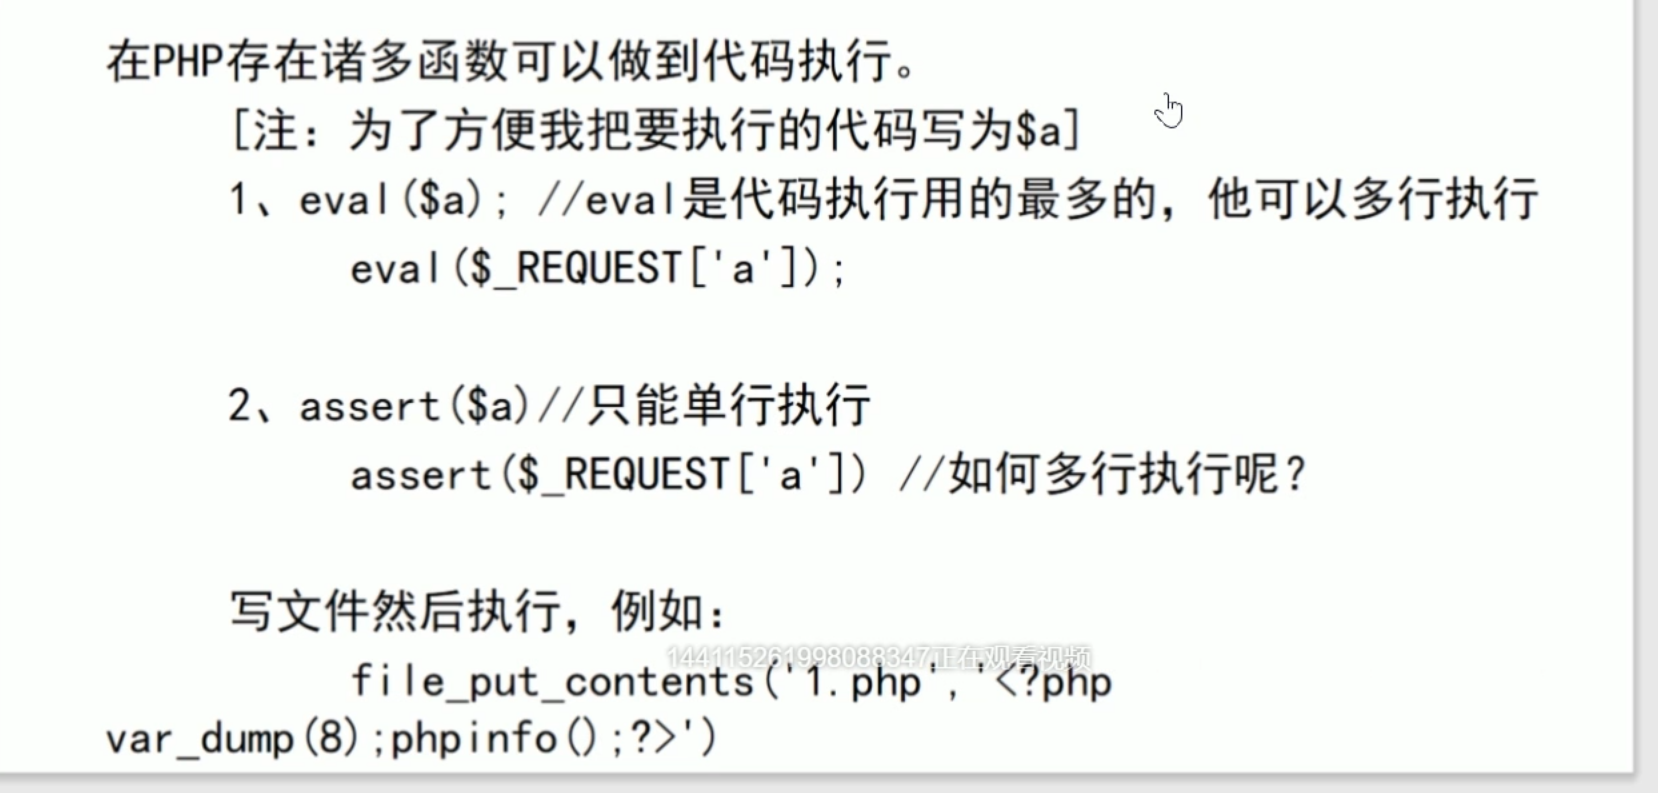 在PHP存在诸多函数可以做到代码执行。
[注：为了方便我把要执行的代码写为$a]
1、eval($a); //eval是代码执行用的最多的，他可以多行执行
eval($_REQUEST['a']);
2、assert($a)//只能单行执行
assert($_REQUEST['a']) //如何多行执行呢？
写文件然后执行，例如：
144115261998088347正在观看视频
file_put_contents('1.php','<?php
var_dump(8);phpinfo();?>')